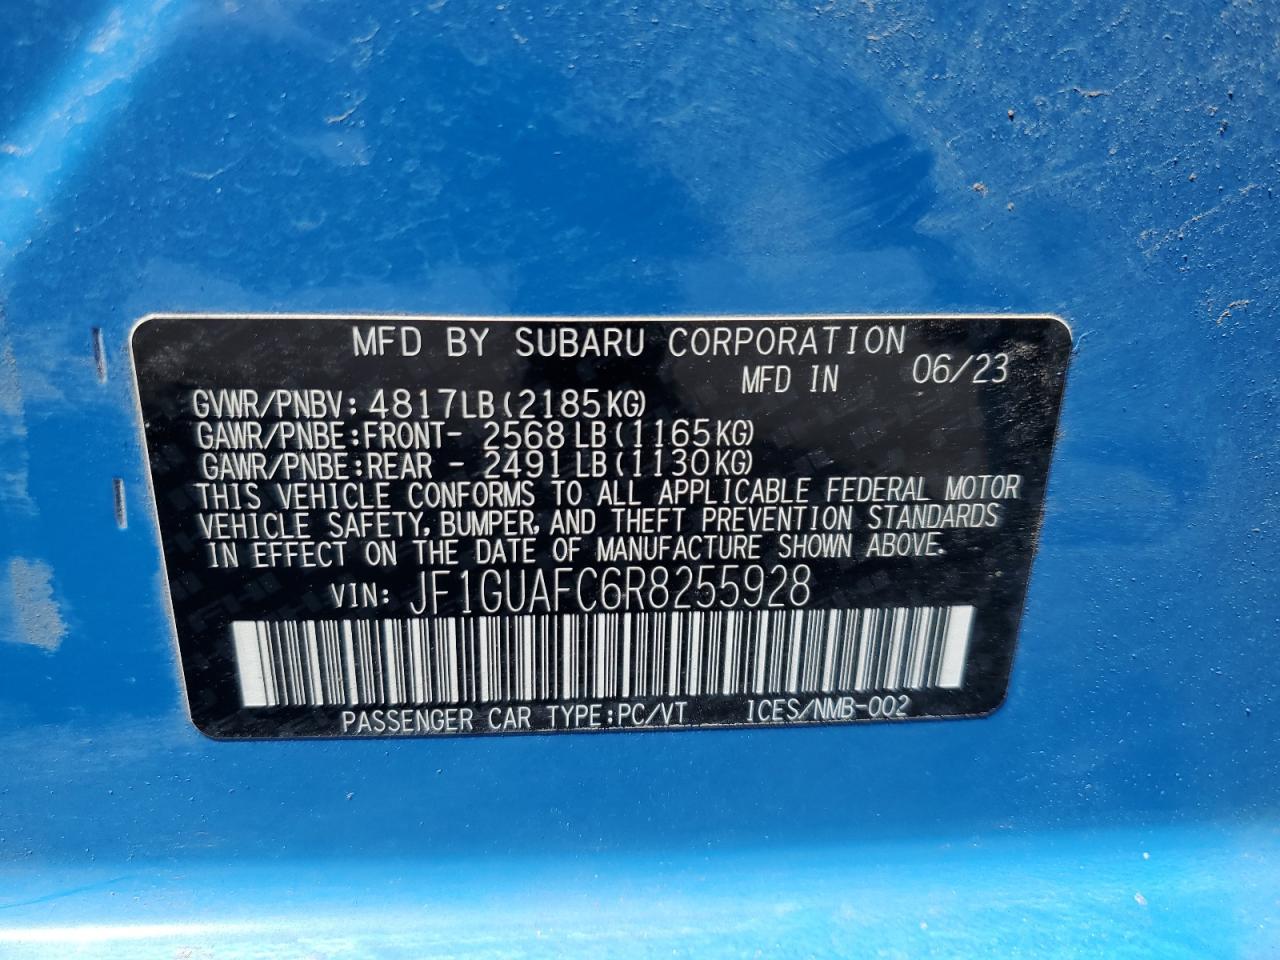 MFD BY SUBARU CORPORATION
MFD IN 06/23
GVWR/PNBV: 4817LB(2185KG)
GAWR/PNBE:FRONT- 2568LB(1165KG)
GAWR/PNBE:REAR - 2491LB(1130KG)
THIS VEHICLE CONFORMS TO ALL APPLICABLE FEDERAL MOTOR
VEHICLE SAFETY, BUMPER, AND THEFT PREVENTION STANDARDS
IN EFFECT ON THE DATE OF MANUFACTURE SHOWN ABOVE.
VIN: JF1GUAFC6R8255928
PASSENGER CAR TYPE:PC/VT ICES/NMB-002